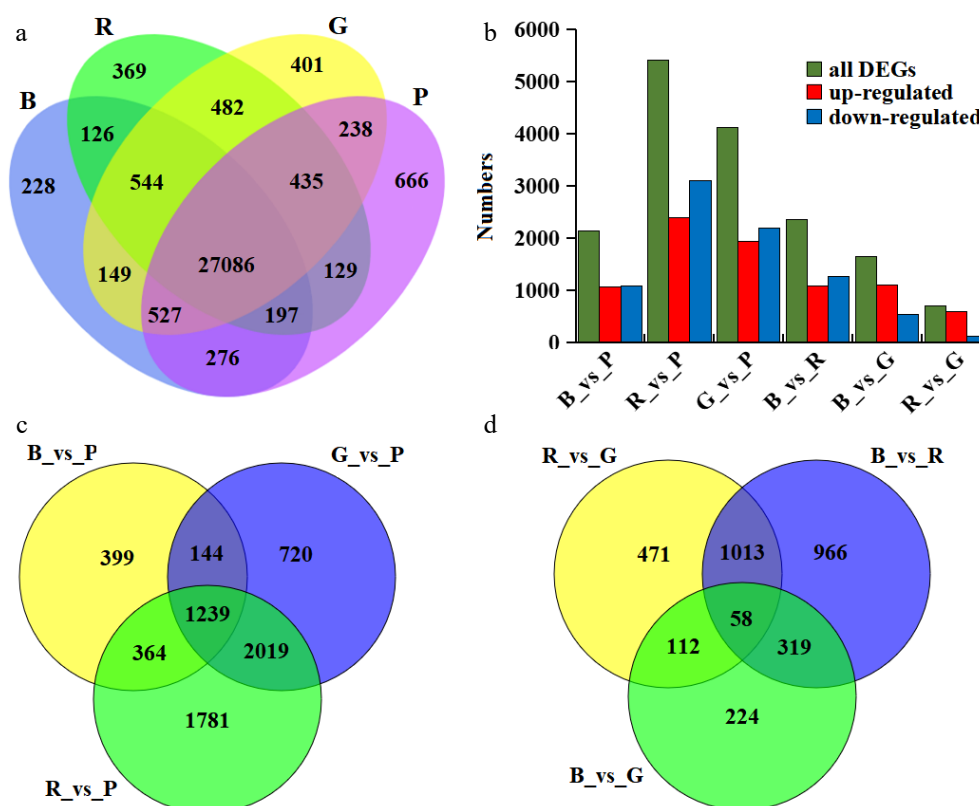 a
R
G
B
P
369
401
482
126
238
228
544
435
666
149
27086
129
527
197
276
b
6000
5000
4000
3000
2000
1000
0
Numbers
all DEGs
up-regulated
down-regulated
B_vs_P
R_vs_P
G_vs_P
B_vs_R
B_vs_G
R_vs_G
c
B_vs_P
G_vs_P
399
144
720
1239
364
2019
1781
R_vs_P
d
R_vs_G
B_vs_R
471
1013
966
58
112
319
224
B_vs_G